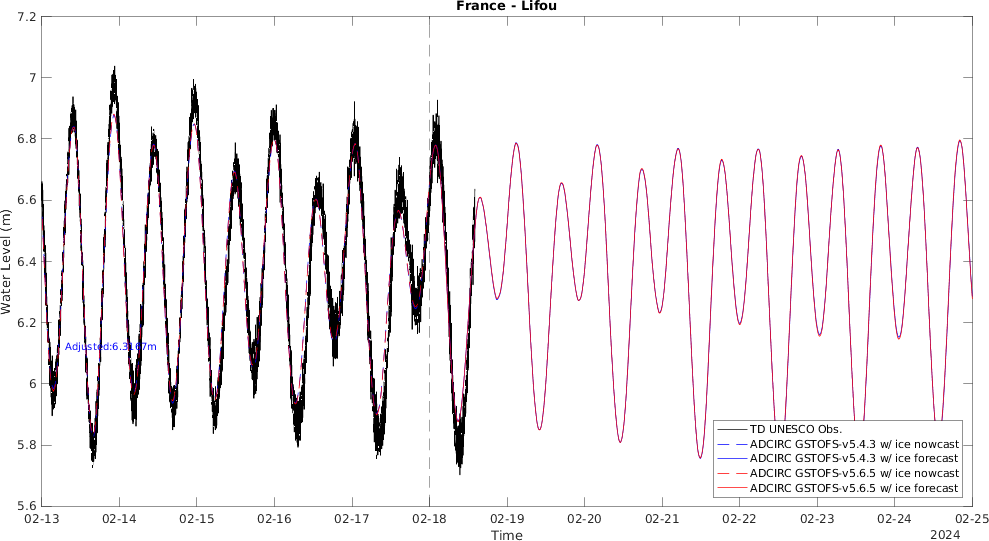 France - Lifou
7.2
7
6.8
6.6
6.4
6.2
6
5.8
5.6
Water Level (m)
Adjusted:6.3167m
TD UNESCO Obs.
ADCIRC GSTOFS-v5.4.3 w/ ice nowcast
ADCIRC GSTOFS-v5.4.3 w/ ice forecast
ADCIRC GSTOFS-v5.6.5 w/ ice nowcast
ADCIRC GSTOFS-v5.6.5 w/ ice forecast
02-13 02-14 02-15 02-16 02-17 02-18 02-19 02-20 02-21 02-22 02-23 02-24 02-25
Time
2024